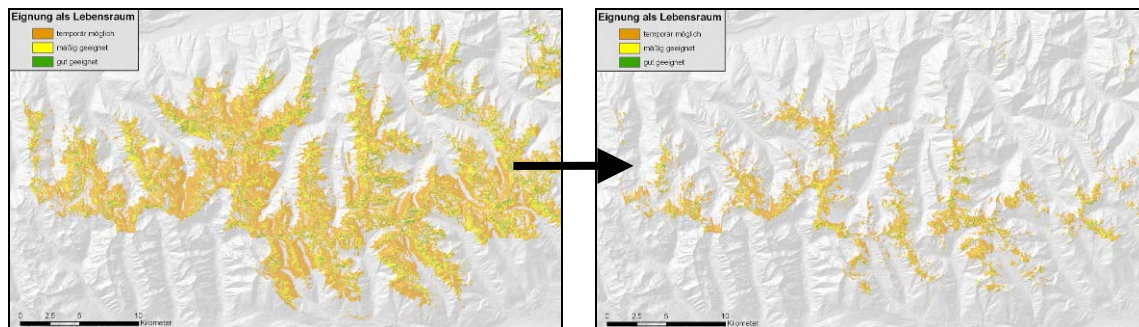 Eignung als Lebensraum
temporär möglich
mäßig geeignet
gut geeignet
0 2.5 5 10
Kilometer
Eignung als Lebensraum
temporär möglich
mäßig geeignet
gut geeignet
0 2.5 5 10
Kilometer